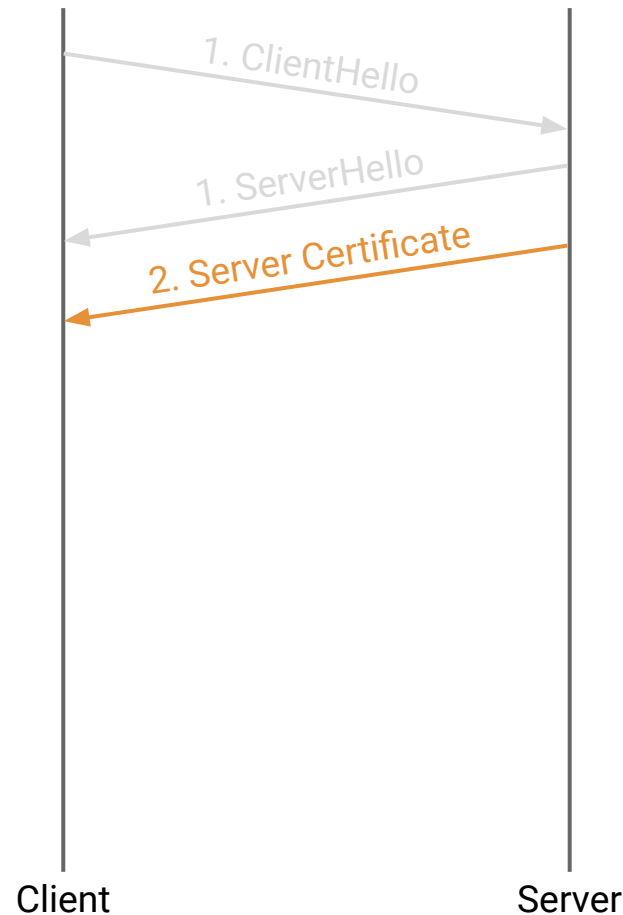 1. ClientHello
1. ServerHello
2. Server Certificate
Client
Server